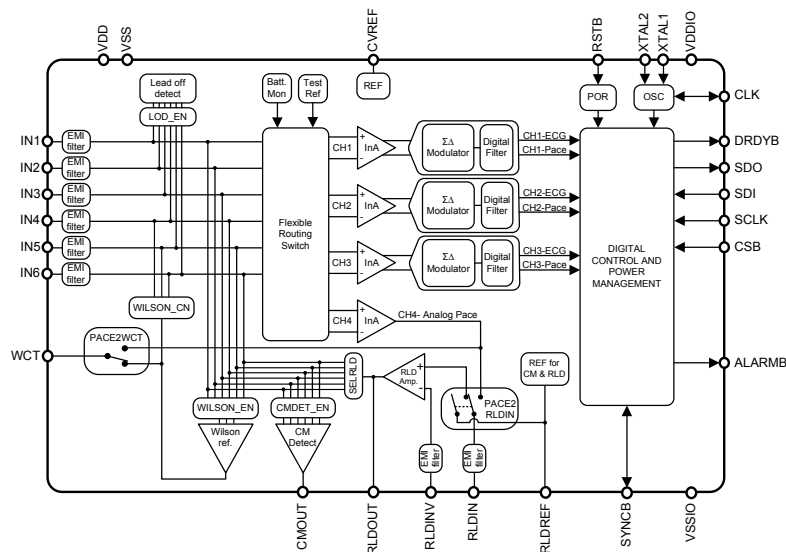 VDD
VSS
CVREF
RSTB
XTAL2
XTAL1
VDDIO
Lead off
detect
LOD_EN
Batt.
Mon
Test
Ref
REF
POR
OSC
CLK
IN1
EMI
filter
IN2
EMI
filter
IN3
EMI
filter
IN4
EMI
filter
IN5
EMI
filter
IN6
EMI
filter
Flexible
Routing
Switch
CH1
+
-
InA
ΣΔ
Modulator
Digital
Filter
CH1-ECG
CH1-Pace
CH2
+
-
InA
ΣΔ
Modulator
Digital
Filter
CH2-ECG
CH2-Pace
CH3
+
-
InA
ΣΔ
Modulator
Digital
Filter
CH3-ECG
CH3-Pace
CH4
+
-
InA
CH4- Analog Pace
DIGITAL
CONTROL AND
POWER
MANAGEMENT
DRDYB
SDO
SDI
SCLK
CSB
ALARMB
WILSON_CN
PACE2WCT
WCT
WILSON_EN
Wilson
ref.
CMDET_EN
CM
Detect
SELRLD
RLD
Amp.
+
-
PACE2
RLDIN
REF for
CM & RLD
EMI
filter
EMI
filter
CMOUT
RLDOUT
RLDINV
RLDIN
RLDREF
SYNCB
VSSIO